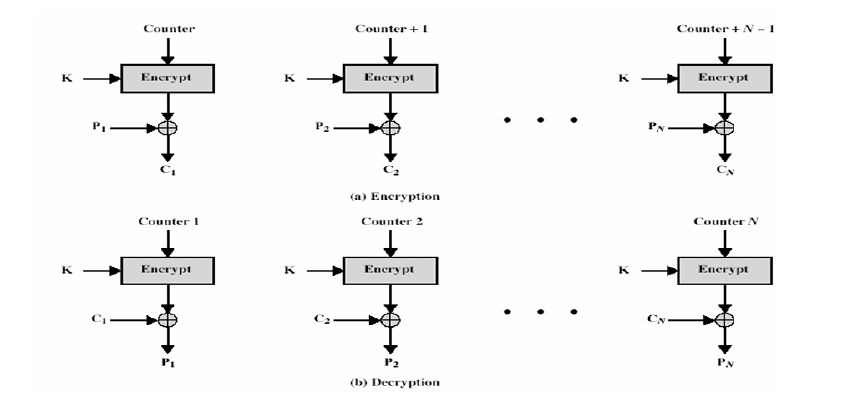 Counter Counter + 1 Counter + N – 1
K Encrypt K Encrypt K Encrypt
P1 P2 PN
C1 C2 CN
(a) Encryption
Counter 1 Counter 2 Counter N
K Encrypt K Encrypt K Encrypt
C1 C2 CN
P1 P2 PN
(b) Decryption